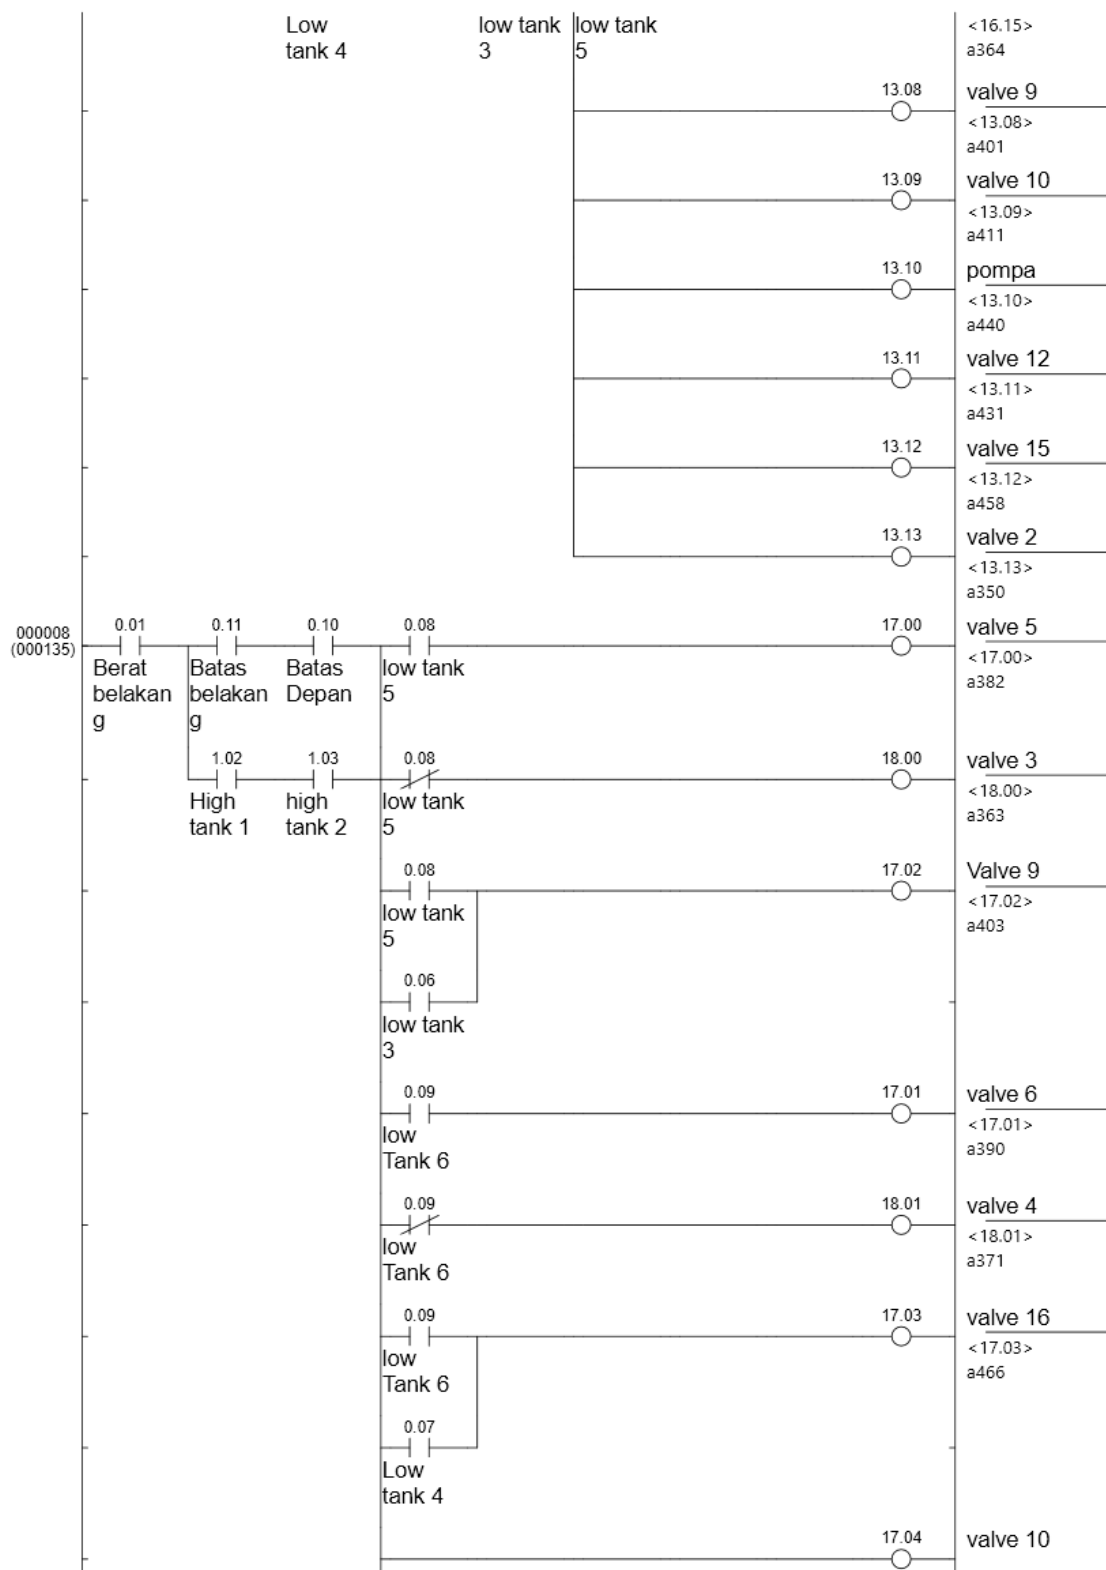 Low low tank low tank <16.15>
tank 4 3 5 a364
13.08 valve 9
<13.08>
a401
13.09 valve 10
<13.09>
a411
13.10 pompa
<13.10>
a440
13.11 valve 12
<13.11>
a431
13.12 valve 15
<13.12>
a458
13.13 valve 2
<13.13>
a350
000008 0.01 0.11 0.10 0.08 17.00 valve 5
(000135)
Berat Batas Batas low tank <17.00>
belakan belakan Depan 5 a382
g g
1.02 1.03 0.08 18.00 valve 3
High high low tank <18.00>
tank 1 tank 2 5 a363
0.08 17.02 Valve 9
low tank <17.02>
5 a403
0.06
low tank
3
0.09 17.01 valve 6
low <17.01>
Tank 6 a390
0.09 18.01 valve 4
low <18.01>
Tank 6 a371
0.09 17.03 valve 16
low <17.03>
Tank 6 a466
0.07
Low
tank 4
17.04 valve 10